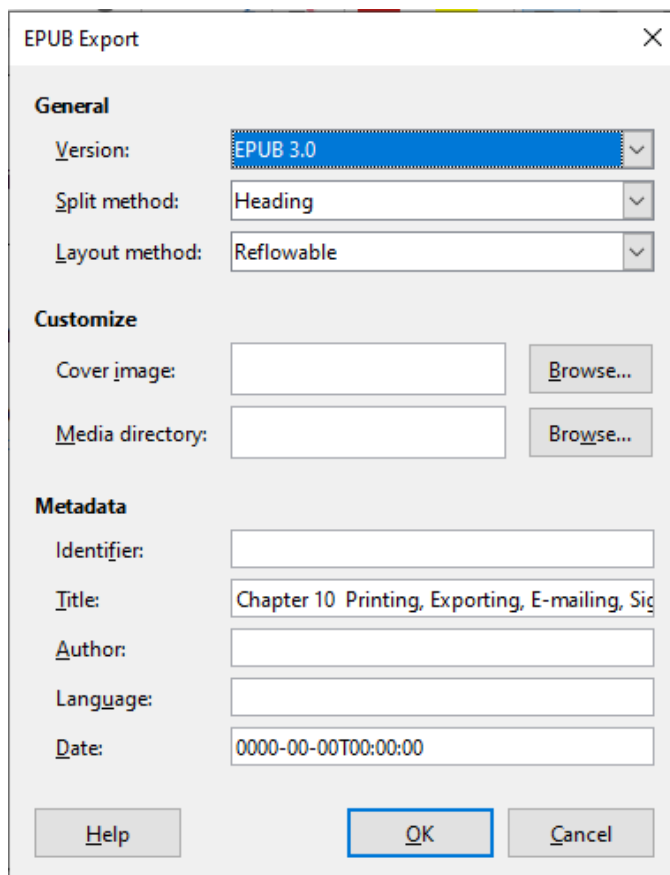 EPUB Export
General
Version: EPUB 3.0
Split method: Heading
Layout method: Reflowable
Customize
Cover image: Browse...
Media directory: Browse...
Metadata
Identifier:
Title: Chapter 10  Printing, Exporting, E-mailing, Sig
Author:
Language:
Date: 0000-00-00T00:00:00
Help OK Cancel